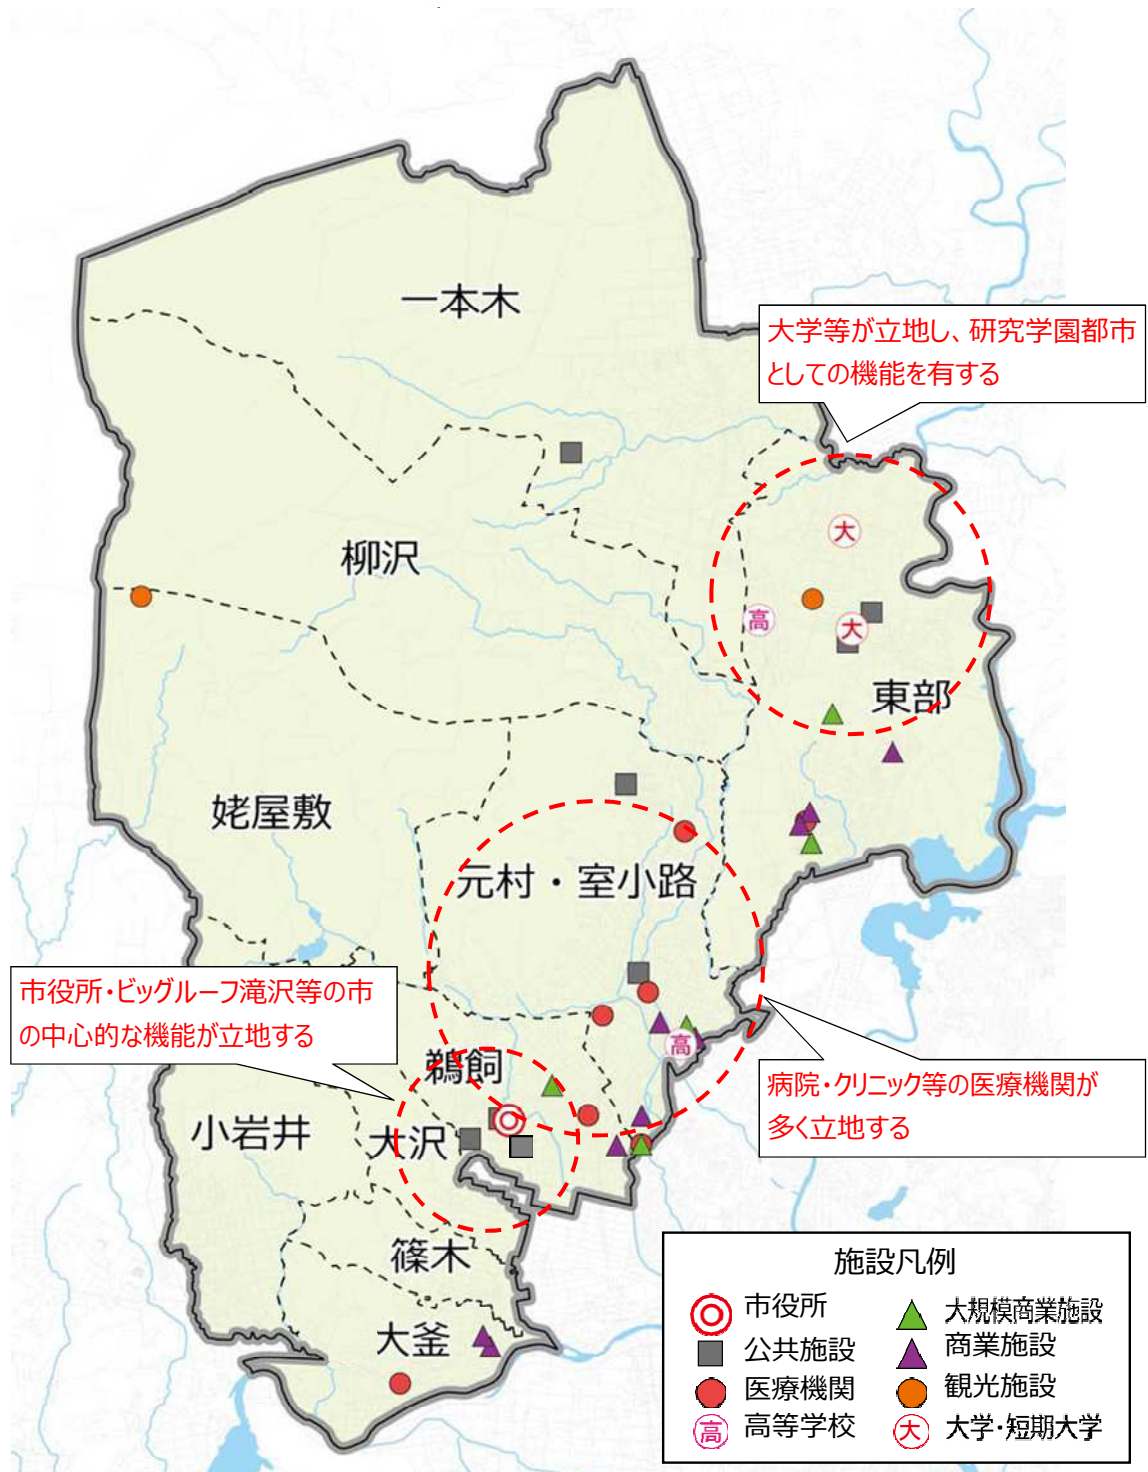 一本木
大学等が立地し、研究学園都市
としての機能を有する
大
柳沢
高
大
東部
姥屋敷
元村・室小路
市役所・ビッグルーフ滝沢等の市
の中心的な機能が立地する
高
鵜飼
病院・クリニック等の医療機関が
多く立地する
小岩井
大沢
篠木
大釜
施設凡例
市役所
大規模商業施設
公共施設
商業施設
医療機関
観光施設
高 高等学校
大 大学・短期大学